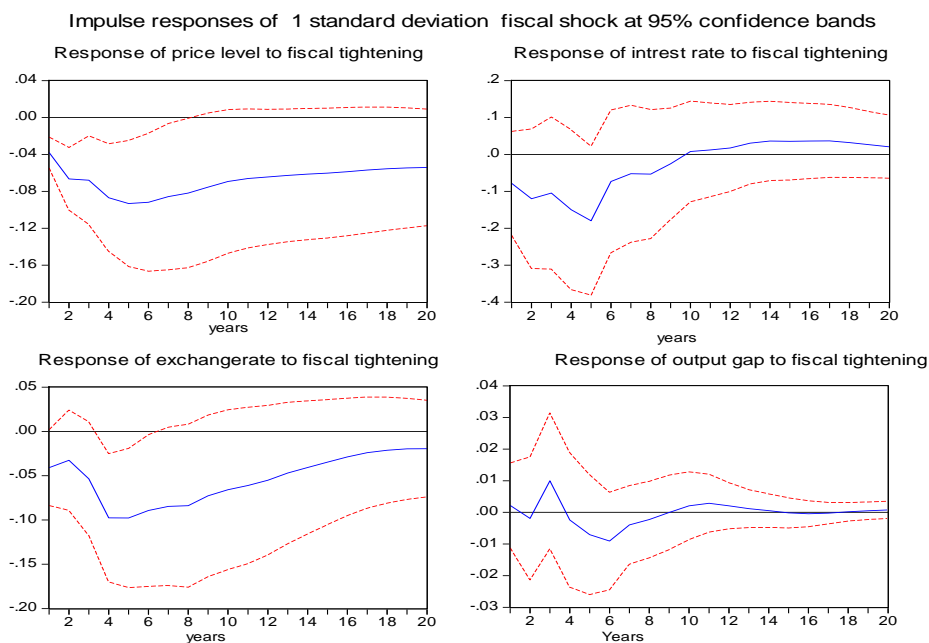 Impulse responses of 1 standard deviation fiscal shock at 95% confidence bands
Response of price level to fiscal tightening
.04
.00
-.04
-.08
-.12
-.16
-.20
2 4 6 8 10 12 14 16 18 20
years
Response of intrest rate to fiscal tightening
.2
.1
.0
-.1
-.2
-.3
-.4
2 4 6 8 10 12 14 16 18 20
years
Response of exchangerate to fiscal tightening
.05
.00
-.05
-.10
-.15
-.20
2 4 6 8 10 12 14 16 18 20
years
Response of output gap to fiscal tightening
.04
.03
.02
.01
.00
-.01
-.02
-.03
2 4 6 8 10 12 14 16 18 20
Years